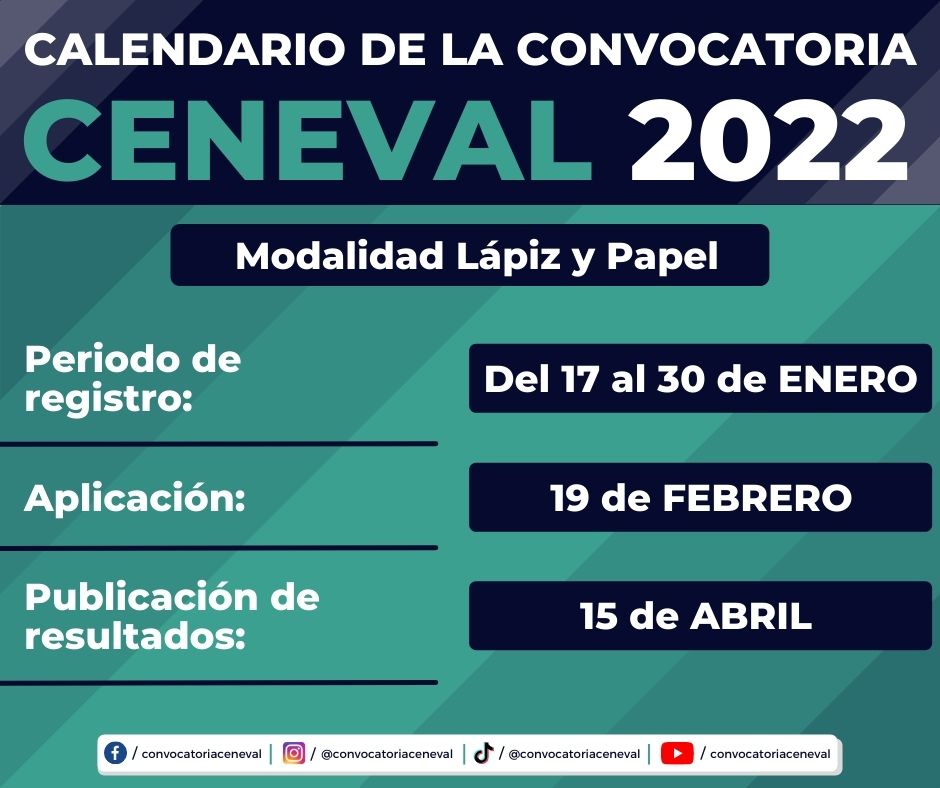 CALENDARIO DE LA CONVOCATORIA
CENEVAL 2022
Modalidad Lápiz y Papel
Periodo de
registro:
Del 17 al 30 de ENERO
Aplicación:
19 de FEBRERO
Publicación de
resultados:
15 de ABRIL
/ convocatoriaceneval | / @convocatoriaceneval | / @convocatoriaceneval | / convocatoriaceneval